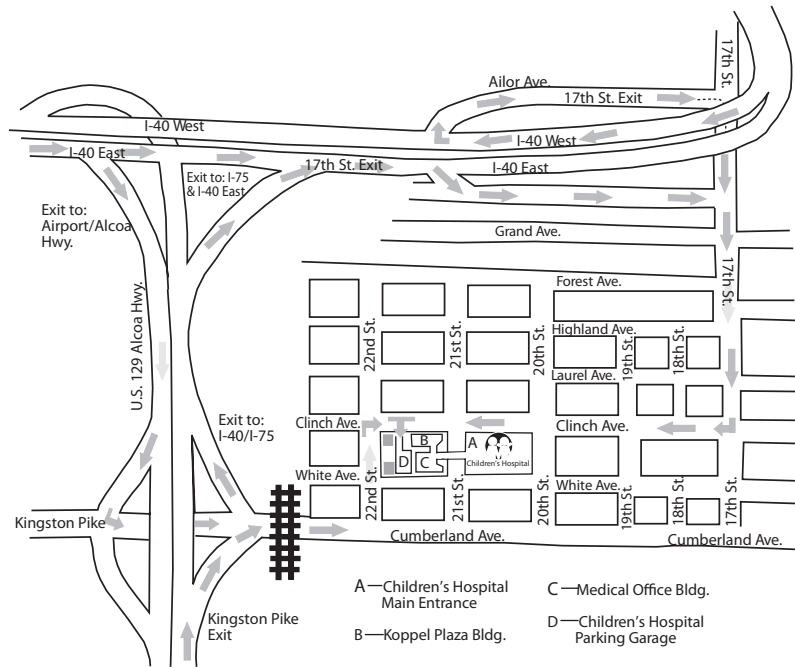 17th St.
Ailor Ave.
17th St. Exit
I-40 West
I-40 West
I-40 East
17th St. Exit
I-40 East
Exit to: I-75
& I-40 East
Exit to:
Airport/Alcoa
Hwy.
Grand Ave.
17th St.
Forest Ave.
U.S. 129 Alcoa Hwy.
22nd St.
21st St.
20th St.
Highland Ave.
19th St.
18th St.
Laurel Ave.
Exit to:
I-40/I-75
Clinch Ave.
Clinch Ave.
A
B
C
D
Children's Hospital
White Ave.
White Ave.
22nd St.
21st St.
20th St.
19th St.
18th St.
17th St.
Kingston Pike
Cumberland Ave.
Cumberland Ave.
Kingston Pike
Exit
A—Children's Hospital
Main Entrance
B—Koppel Plaza Bldg.
C—Medical Office Bldg.
D—Children's Hospital
Parking Garage